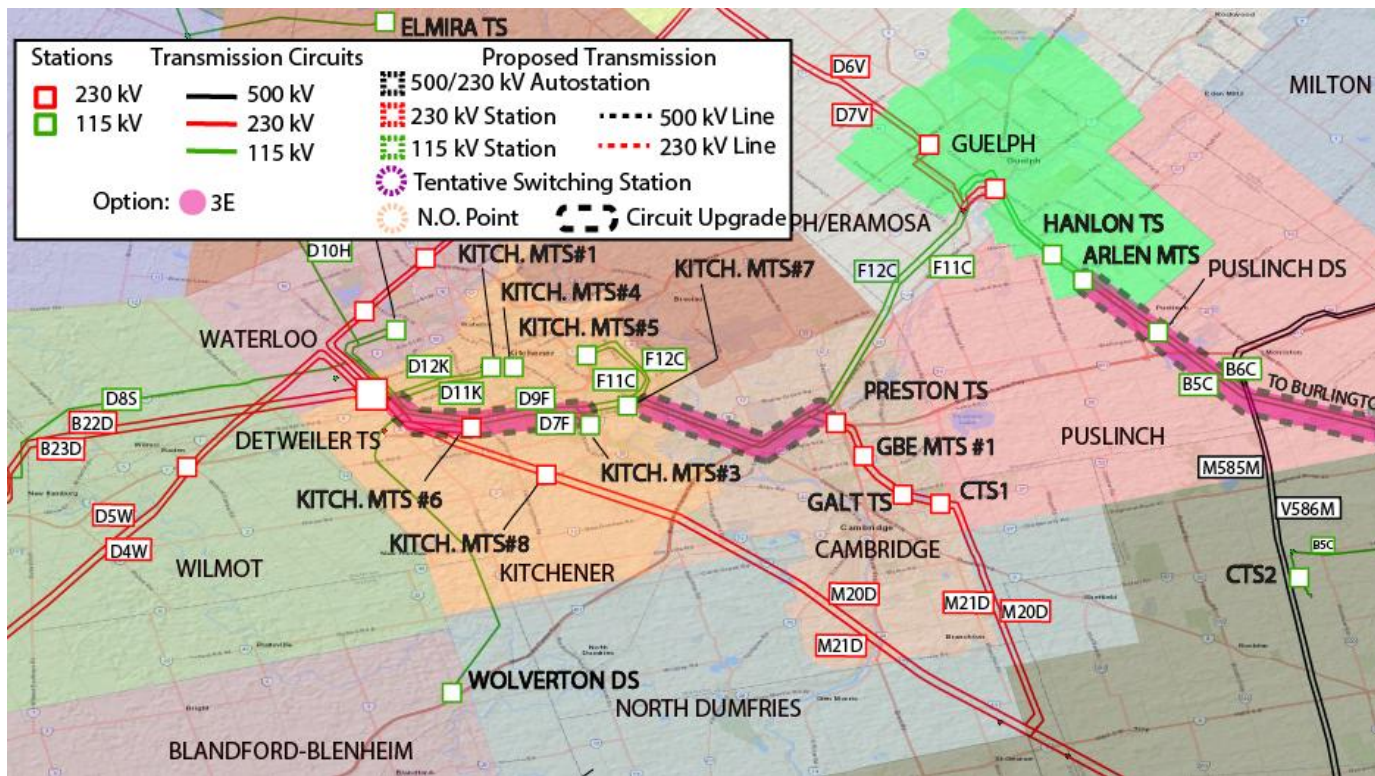 ELMIRA TS
Stations
Transmission Circuits
Proposed Transmission
230 kV
115 kV
500 kV
230 kV
115 kV
500/230 kV Autostation
230 kV Station
500 kV Line
115 kV Station
230 kV Line
Tentative Switching Station
Option:
3E
N.O. Point
Circuit Upgrade
D6V
D7V
MILTON
GUELPH
Guelph
PH/ERAMOSA
HANLON TS
ARLEN MTS
PUSLINCH DS
D10H
KITCH. MTS#1
KITCH. MTS#7
KITCH. MTS#4
KITCH. MTS#5
F12C
F11C
WATERLOO
D12K
D11K
F12C
F11C
D9F
D7F
B6C
B5C
TO BURLINGTO
D8S
B22D
B23D
DETWEILER TS
PRESTON TS
GBE MTS #1
PUSLINCH
KITCH. MTS#3
KITCH. MTS #6
GALT TS
CTS1
M585M
V586M
D5W
D4W
KITCH. MTS#8
Cambridge
CAMBRIDGE
WILMOT
KITCHENER
B5C
CTS2
M20D
M21D
M21D
M20D
WOLVERTON DS
North
Dumfries
NORTH DUMFRIES
Bright
BLANDFORD-BLENHEIM